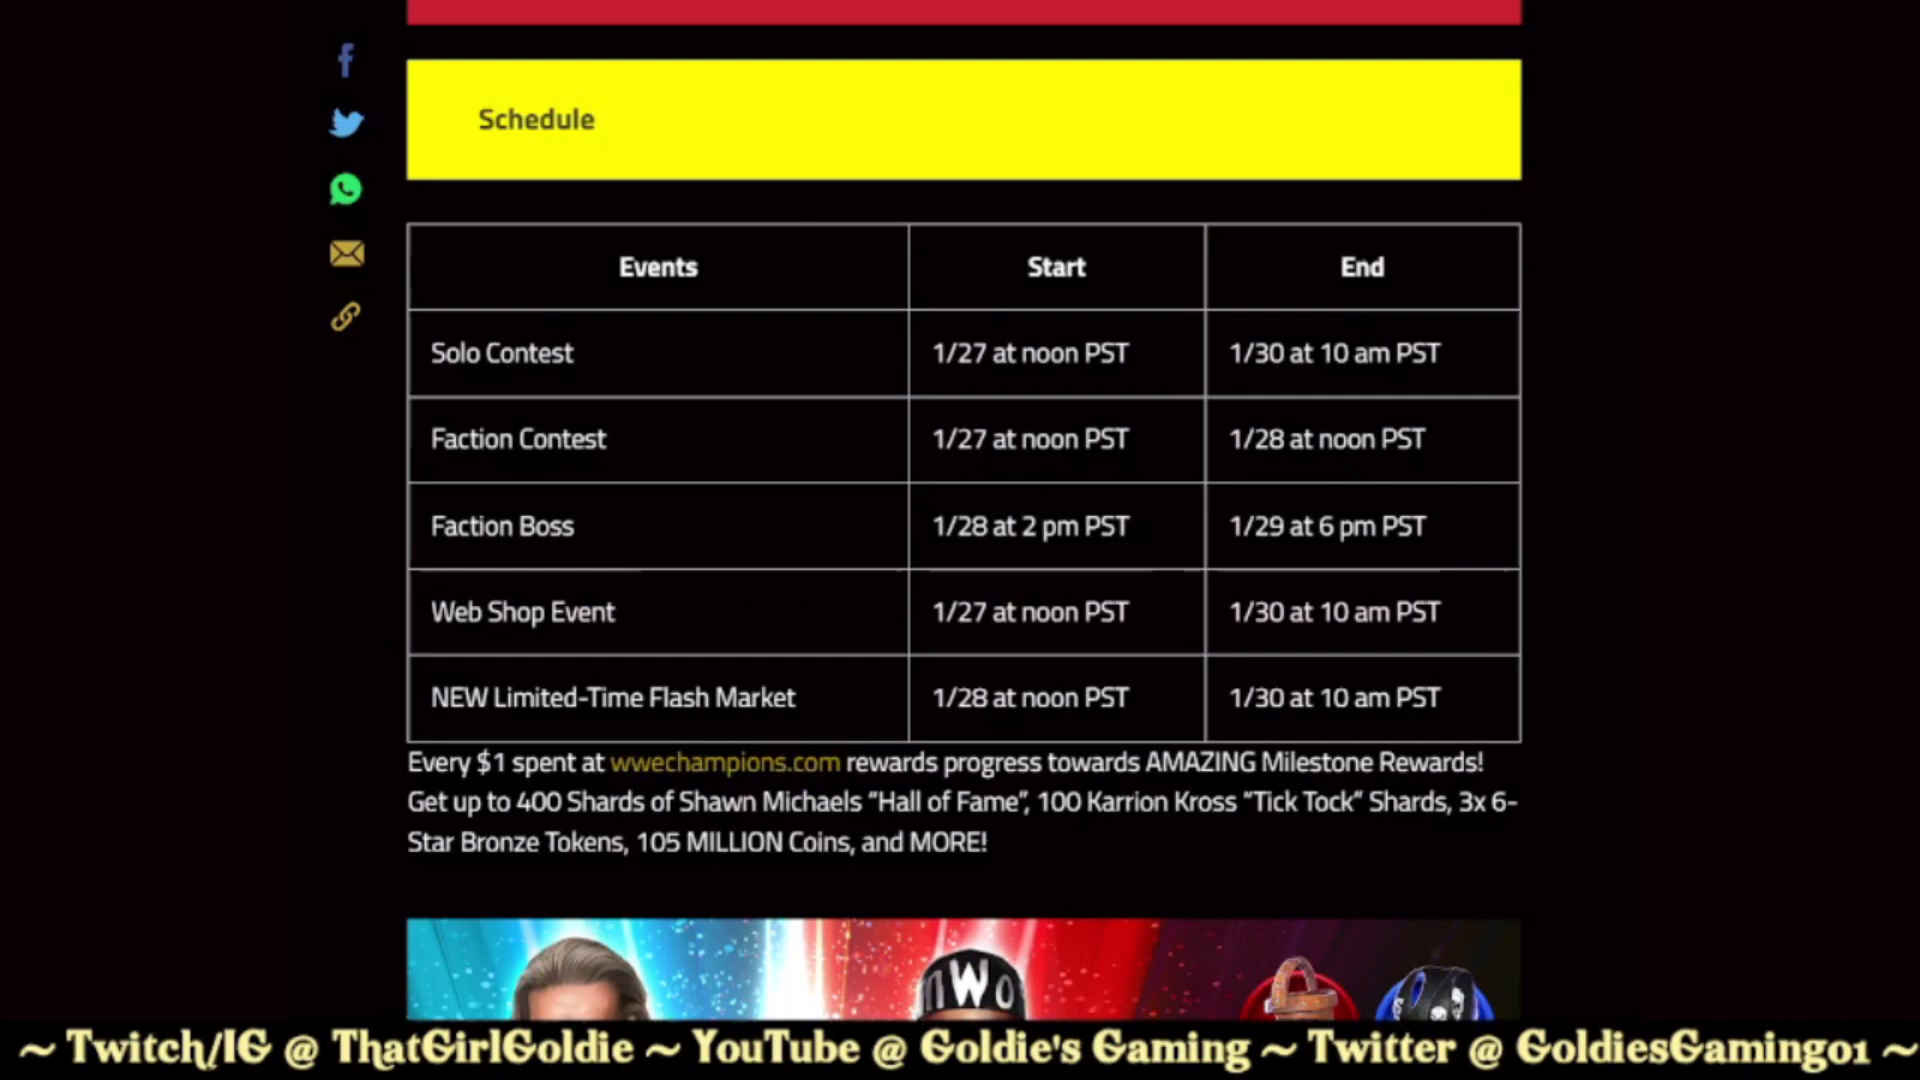 Schedule
Events Start End
Solo Contest 1/27 at noon PST 1/30 at 10 am PST
Faction Contest 1/27 at noon PST 1/28 at noon PST
Faction Boss 1/28 at 2 pm PST 1/29 at 6 pm PST
Web Shop Event 1/27 at noon PST 1/30 at 10 am PST
NEW Limited-Time Flash Market 1/28 at noon PST 1/30 at 10 am PST
Every $1 spent at wwechampions.com rewards progress towards AMAZING Milestone Rewards!
Get up to 400 Shards of Shawn Michaels “Hall of Fame”, 100 Karrion Kross “Tick Tock” Shards, 3x 6-
Star Bronze Tokens, 105 MILLION Coins, and MORE!
nWo
~ Twitch/IG @ ThatGirlGoldie ~ YouTube @ Goldie's Gaming ~ Twitter @ GoldiesGaming01 ~